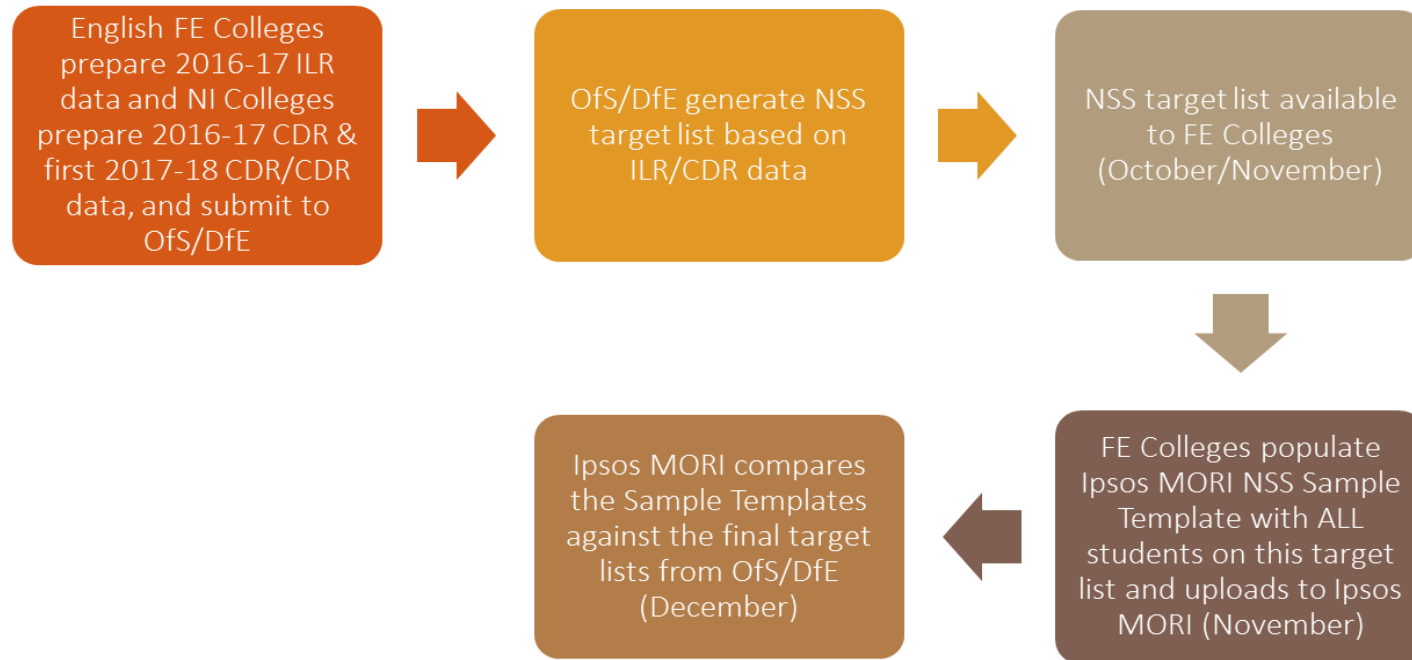 English FE Colleges
prepare 2016-17 ILR
data and NI Colleges
prepare 2016-17 CDR &
first 2017-18 CDR/CDR
data, and submit to
OfS/DfE
OfS/DfE generate NSS
target list based on
ILR/CDR data
NSS target list available
to FE Colleges
(October/November)
FE Colleges populate
Ipsos MORI NSS Sample
Template with ALL
students on this target
list and uploads to Ipsos
MORI (November)
Ipsos MORI compares
the Sample Templates
against the final target
lists from OfS/DfE
(December)